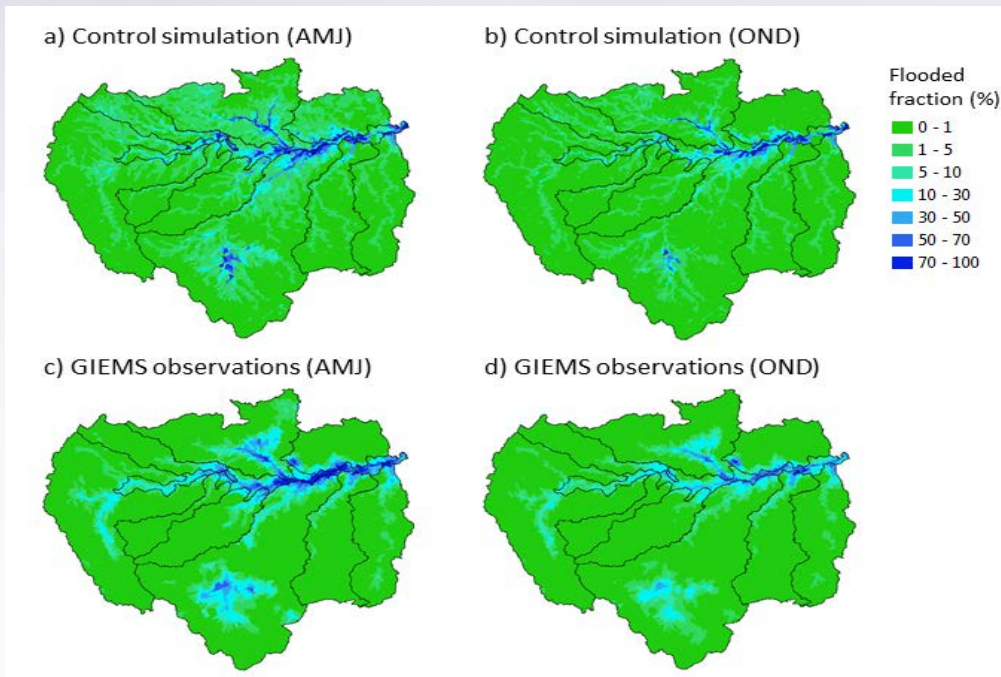 a) Control simulation (AMJ)
b) Control simulation (OND)
Flooded
fraction (%)
0 - 1
1 - 5
5 - 10
10 - 30
30 - 50
50 - 70
70 - 100
c) GIEMS observations (AMJ)
d) GIEMS observations (OND)